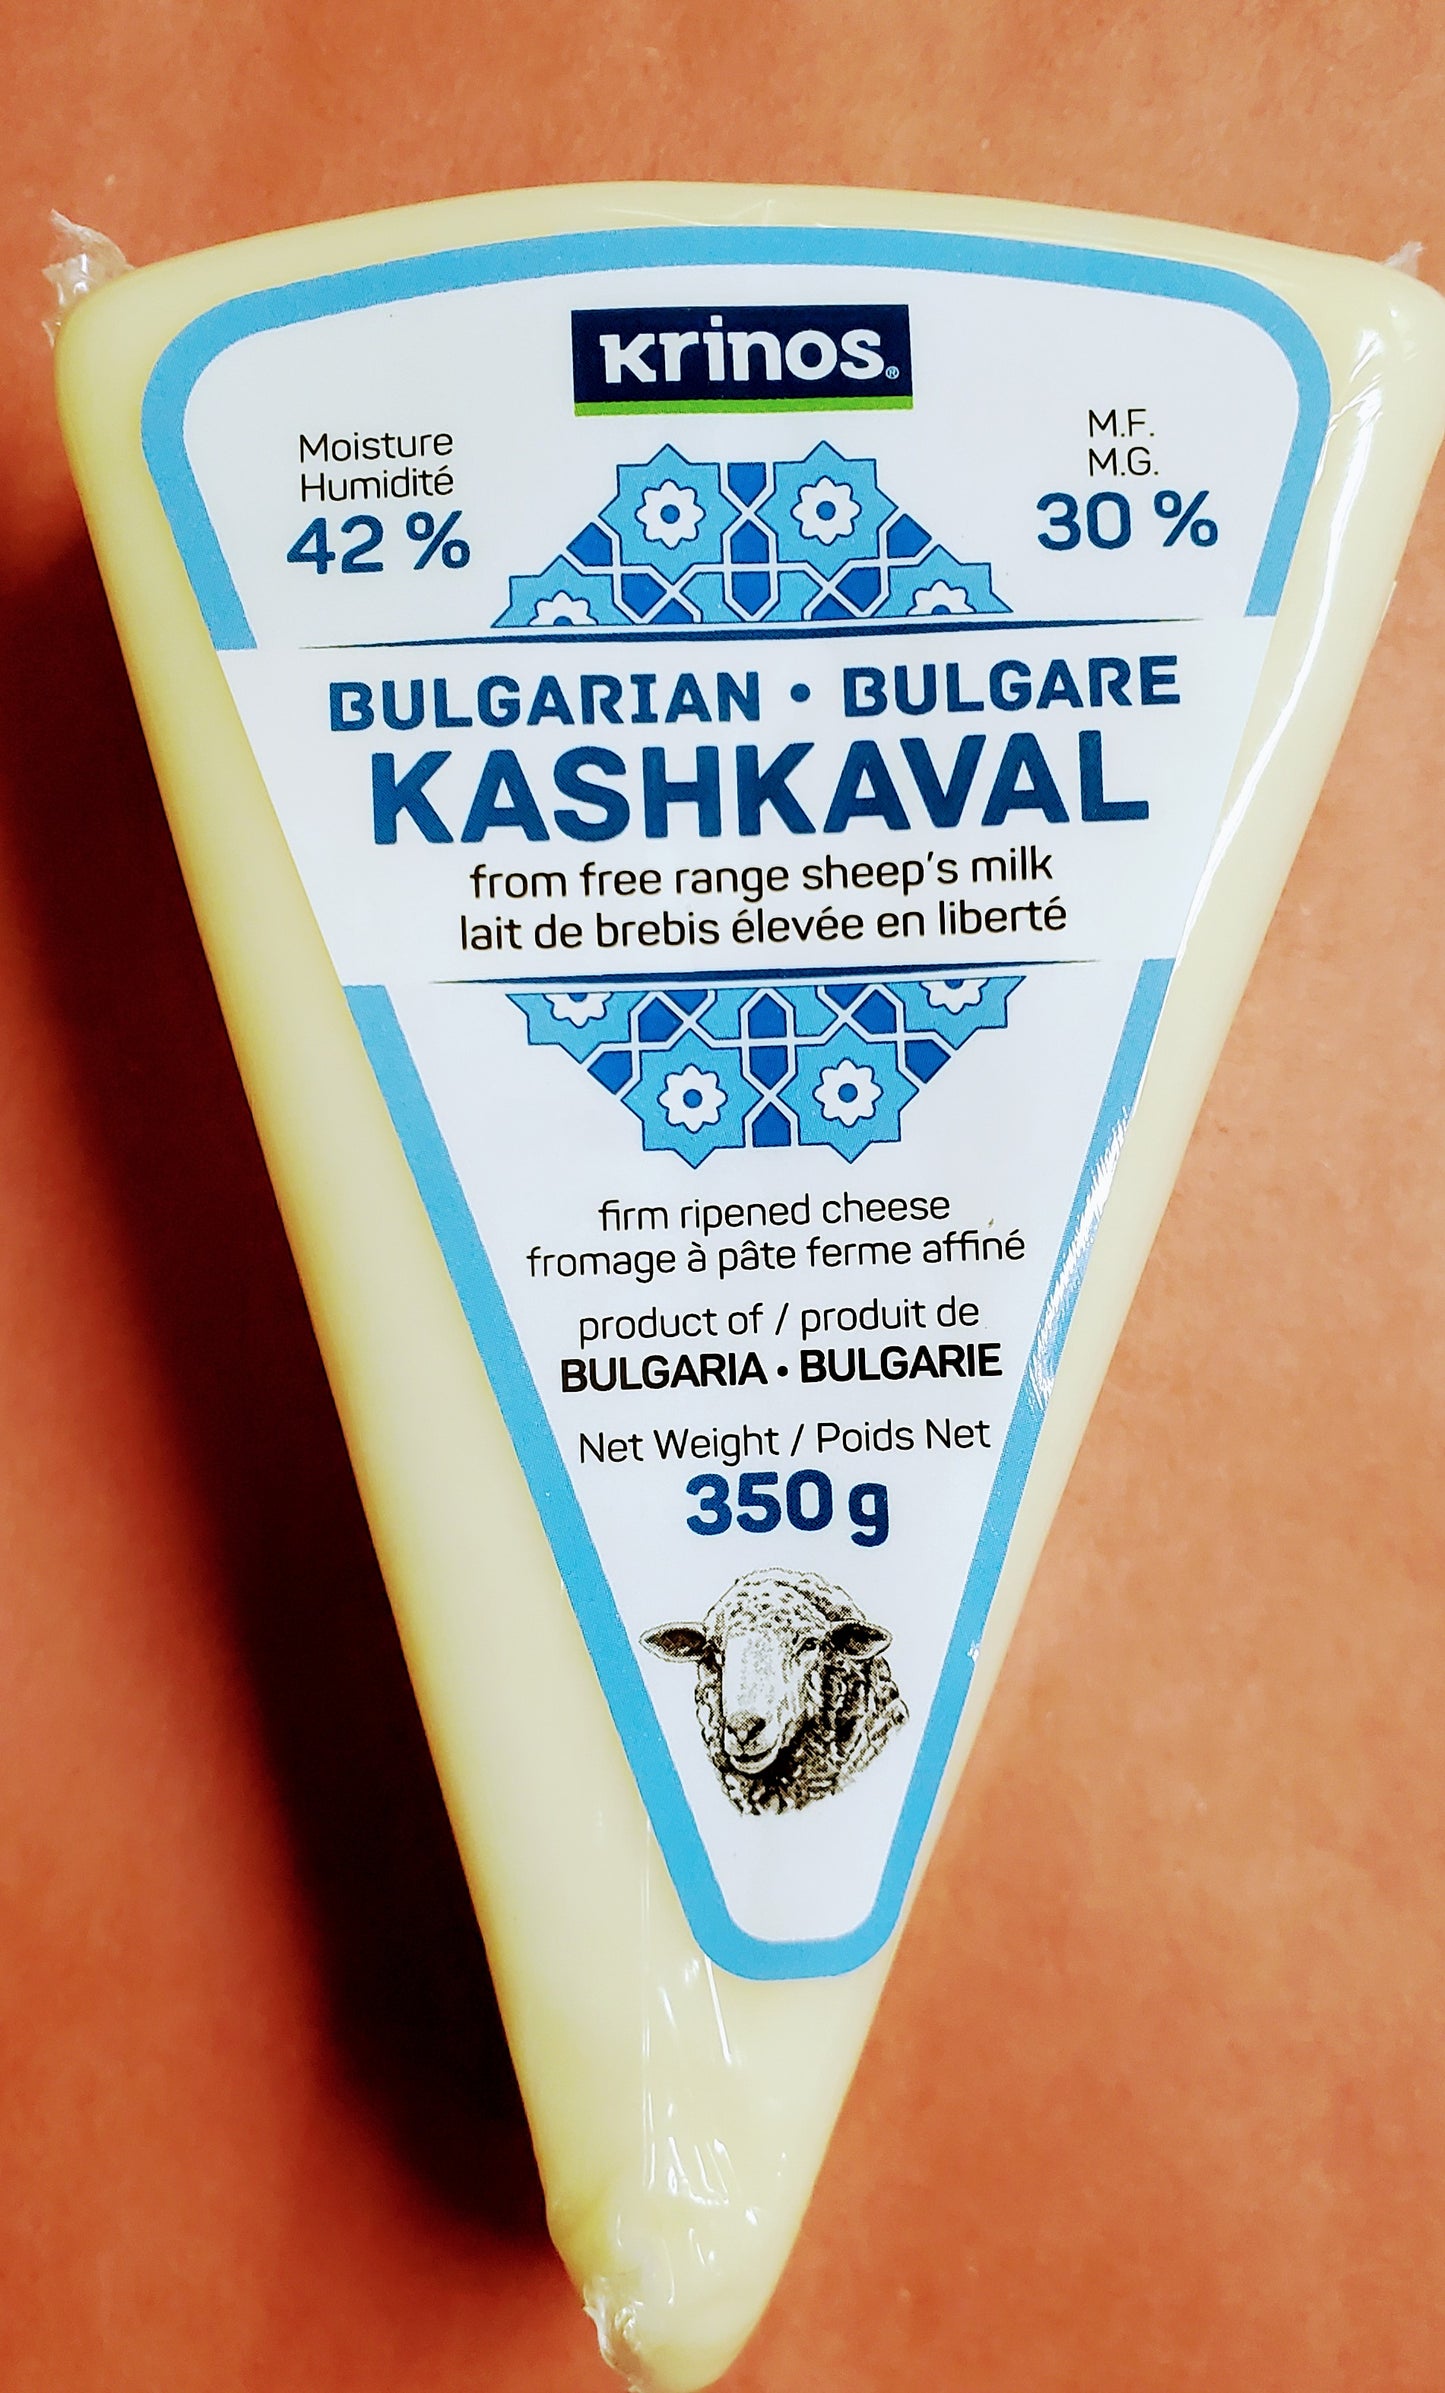 Krinos®
Moisture
Humidité
42 %
M.F.
M.G.
30 %
BULGARIAN • BULGARE
KASHKAVAL
from free range sheep's milk
lait de brebis élevée en liberté
firm ripened cheese
fromage à pâte ferme affiné
product of / produit de
BULGARIA • BULGARIE
Net Weight / Poids Net
350 g